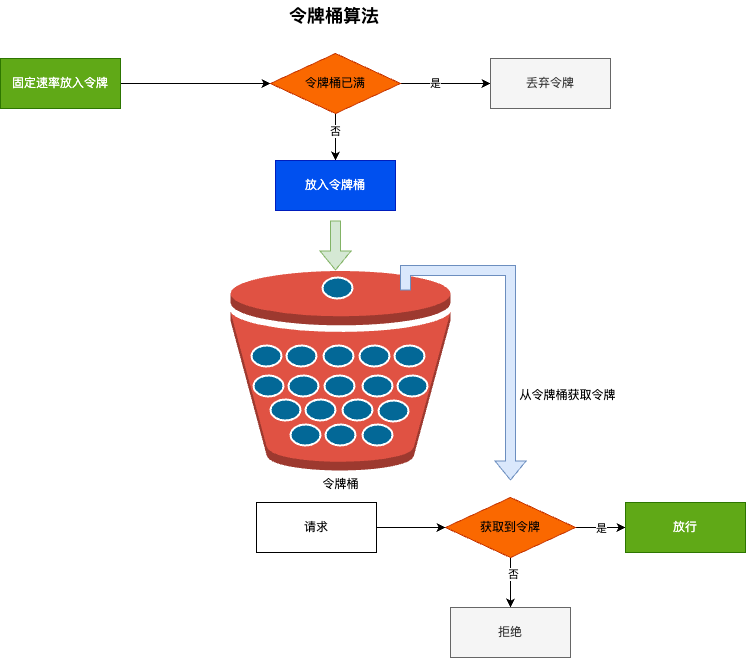 令牌桶算法
固定速率放入令牌
令牌桶已满
是
丢弃令牌
否
放入令牌桶
从令牌桶获取令牌
令牌桶
请求
获取到令牌
是
放行
否
拒绝